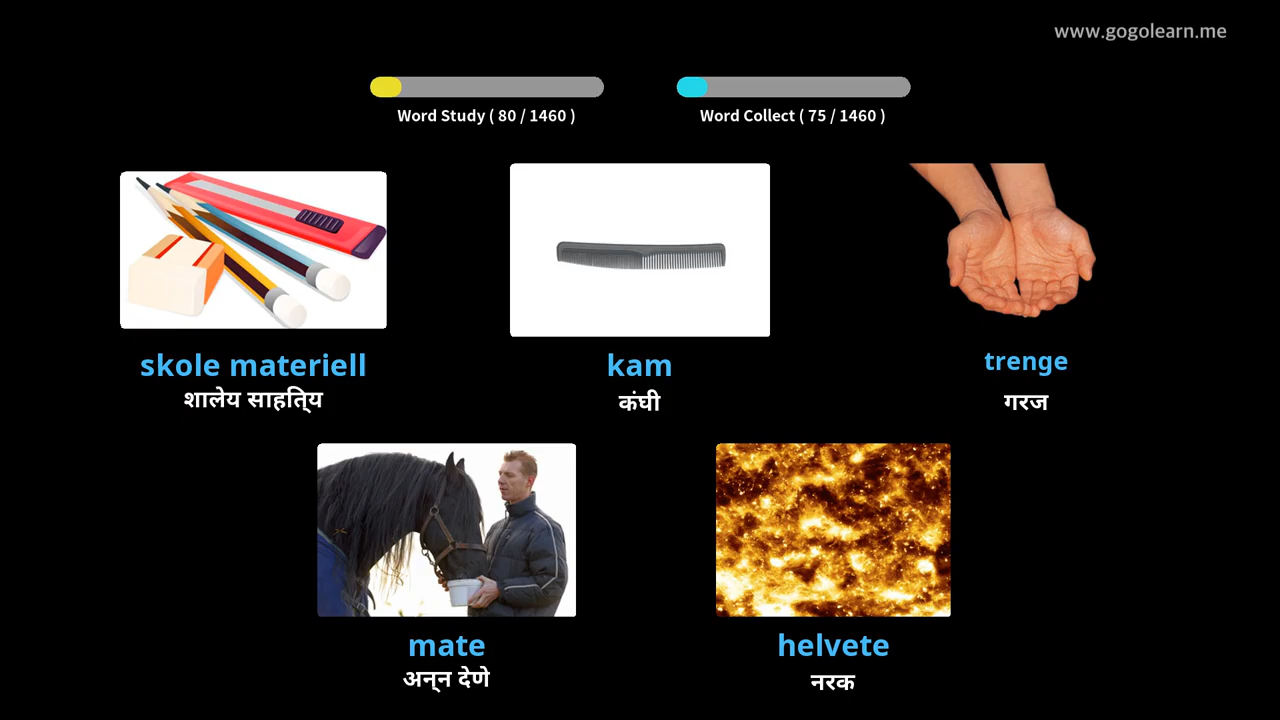 www.gogolearn.me
Word Study ( 80 / 1460 )
Word Collect ( 75 / 1460 )
skole materiell
शालेय साहित्‍य
kam
कंघी
trenge
गरज
mate
अन्‍न देणे
helvete
नरक